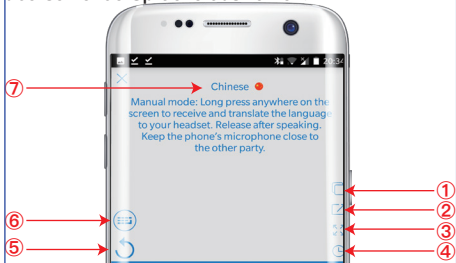 20:34
⑦
Chinese
Manual mode: Long press anywhere on the
screen to receive and translate the language
to your headset. Release after speaking.
Keep the phone's microphone close to
the other party.
①
②
⑥
③
⑤
④